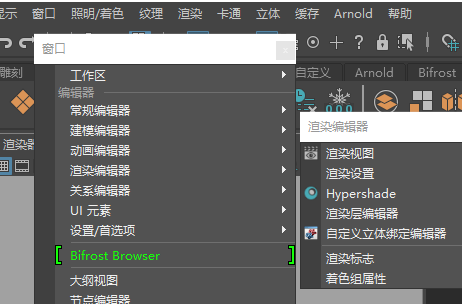 显示 窗口 照明/着色 纹理 渲染 卡通 立体 缓存 Arnold 帮助
窗口
雕刻
自定义 Arnold Bifrost
工作区
编辑器
常规编辑器
建模编辑器
动画编辑器
渲染编辑器
关系编辑器
UI 元素
设置/首选项
Bifrost Browser
大纲视图
节点编辑器
渲染器
渲染编辑器
渲染视图
渲染设置
Hypershade
渲染层编辑器
自定义立体绑定编辑器
渲染标志
着色组属性